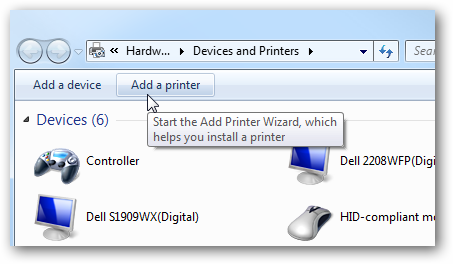 « Hardw... ▸ Devices and Printers ▸ Sear
Add a device Add a printer
Start the Add Printer Wizard, which
helps you install a printer
Devices (6)
Controller
Dell 2208WFP(Dig
Dell S1909WX(Digital)
HID-compliant m